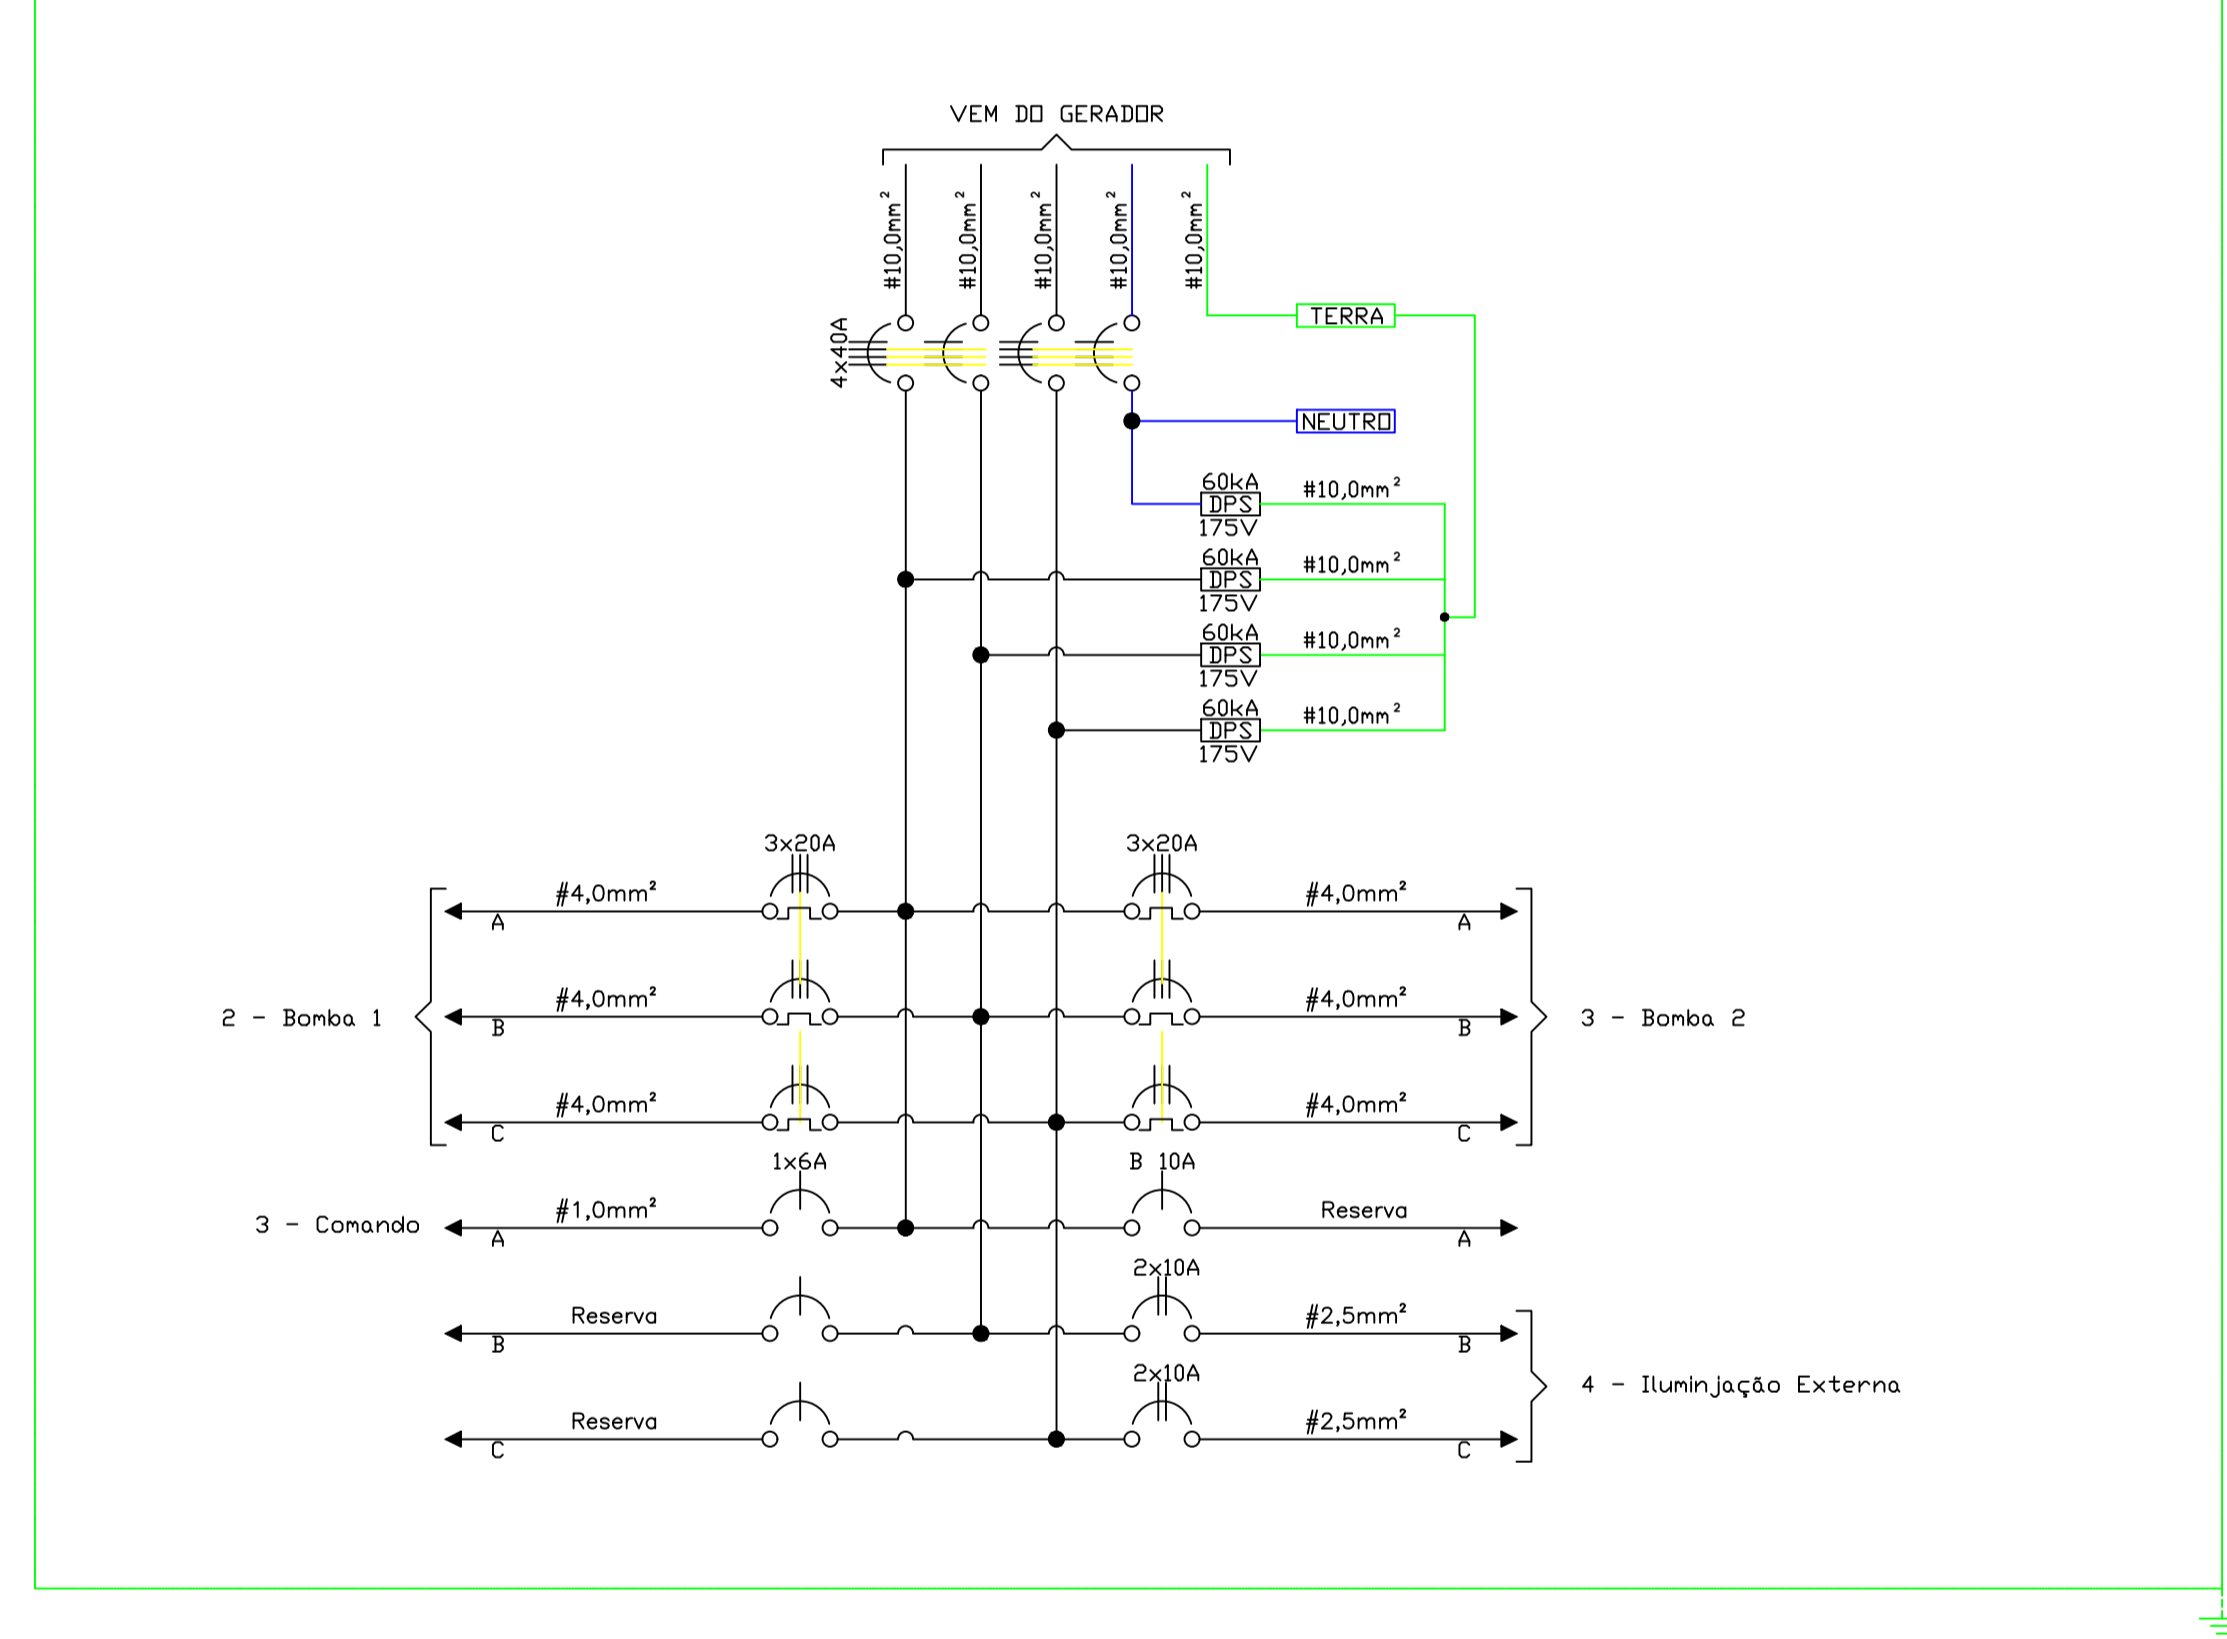 VEM DO GERADOR
#10,0mm²
#10,0mm²
#10,0mm²
#10,0mm²
#10,0mm²
4x40A
TERRA
NEUTRO
60kA
DPS
175V
#10,0mm²
60kA
DPS
175V
#10,0mm²
60kA
DPS
175V
#10,0mm²
60kA
DPS
175V
#10,0mm²
3x20A
3x20A
#4,0mm²
A
#4,0mm²
A
2 - Bomba 1
#4,0mm²
B
#4,0mm²
B
3 - Bomba 2
#4,0mm²
C
#4,0mm²
C
1x6A
B 10A
3 - Comando
#1,0mm²
A
Reserva
A
2x10A
Reserva
B
#2,5mm²
B
2x10A
4 - Iluminjação Externa
Reserva
C
#2,5mm²
C